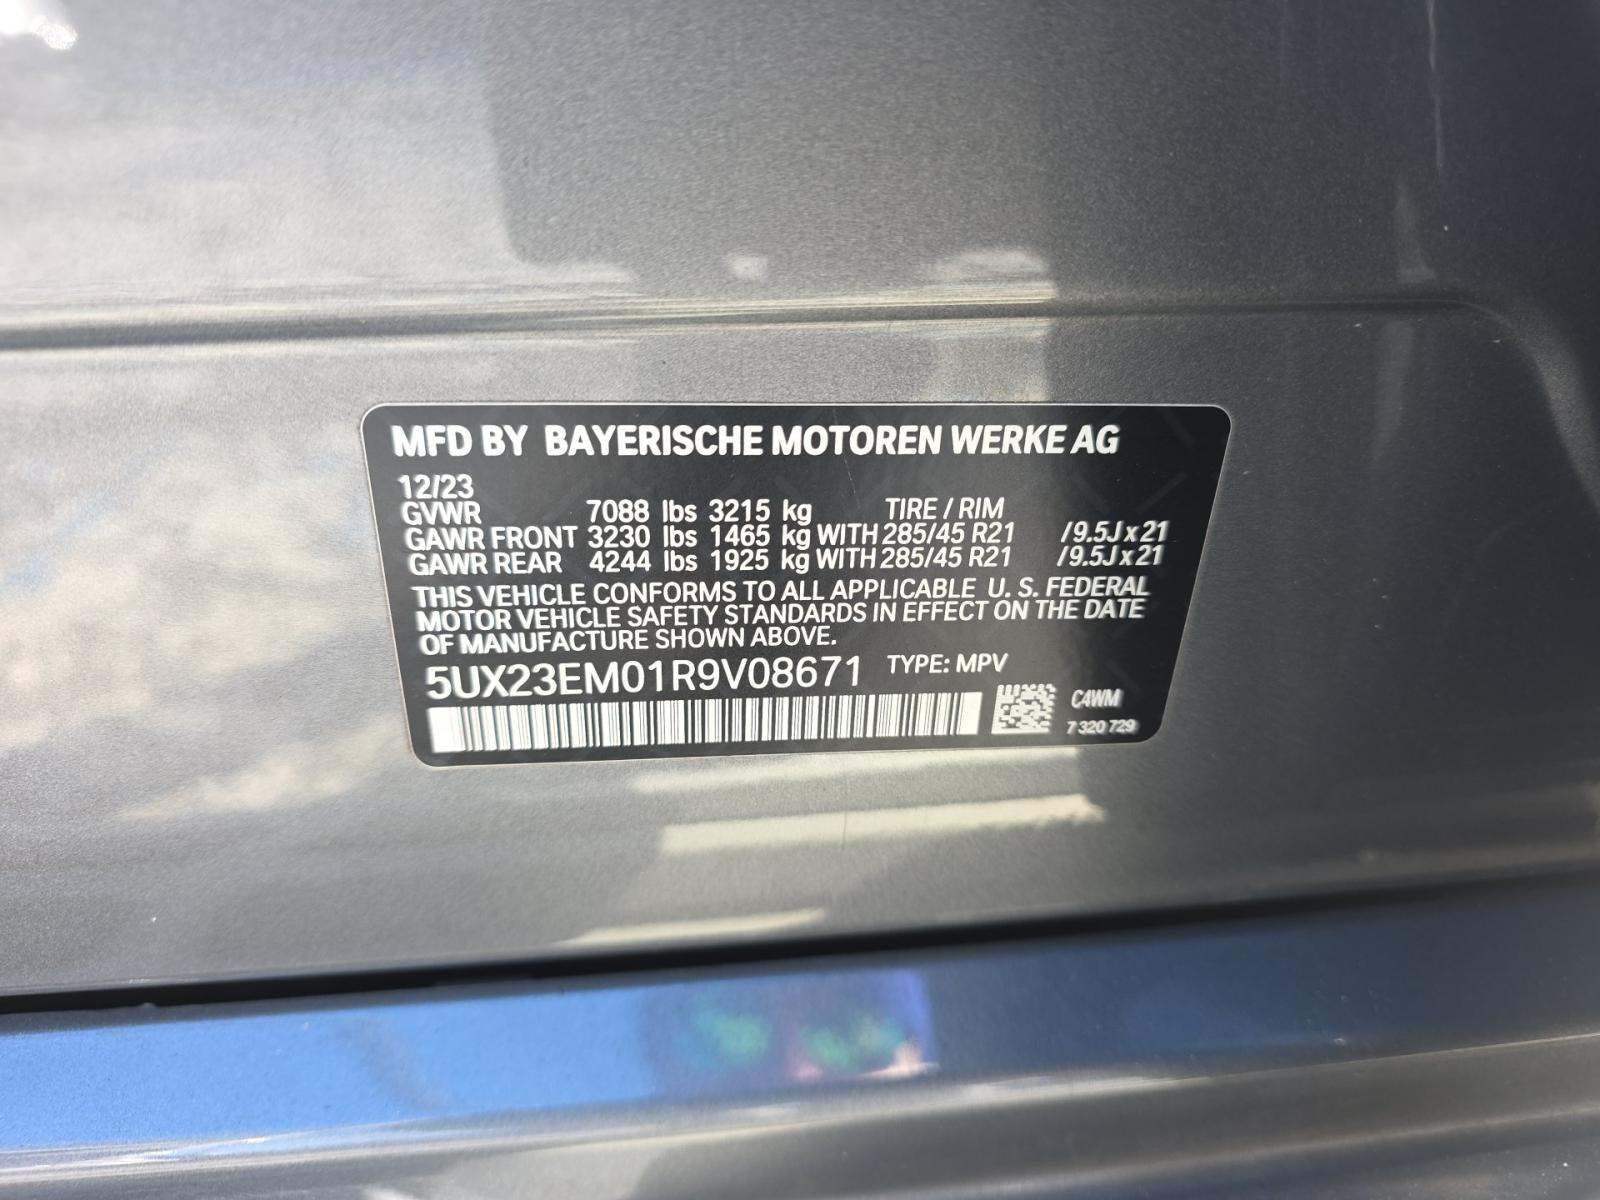 MFD BY BAYERISCHE MOTOREN WERKE AG
12/23
GVWR 7088 lbs 3215 kg TIRE / RIM
GAWR FRONT 3230 lbs 1465 kg WITH 285/45 R21 /9.5J x 21
GAWR REAR 4244 lbs 1925 kg WITH 285/45 R21 /9.5J x 21
THIS VEHICLE CONFORMS TO ALL APPLICABLE U. S. FEDERAL
MOTOR VEHICLE SAFETY STANDARDS IN EFFECT ON THE DATE
OF MANUFACTURE SHOWN ABOVE.
5UX23EM01R9V08671 TYPE: MPV
C4WM
7 320 729